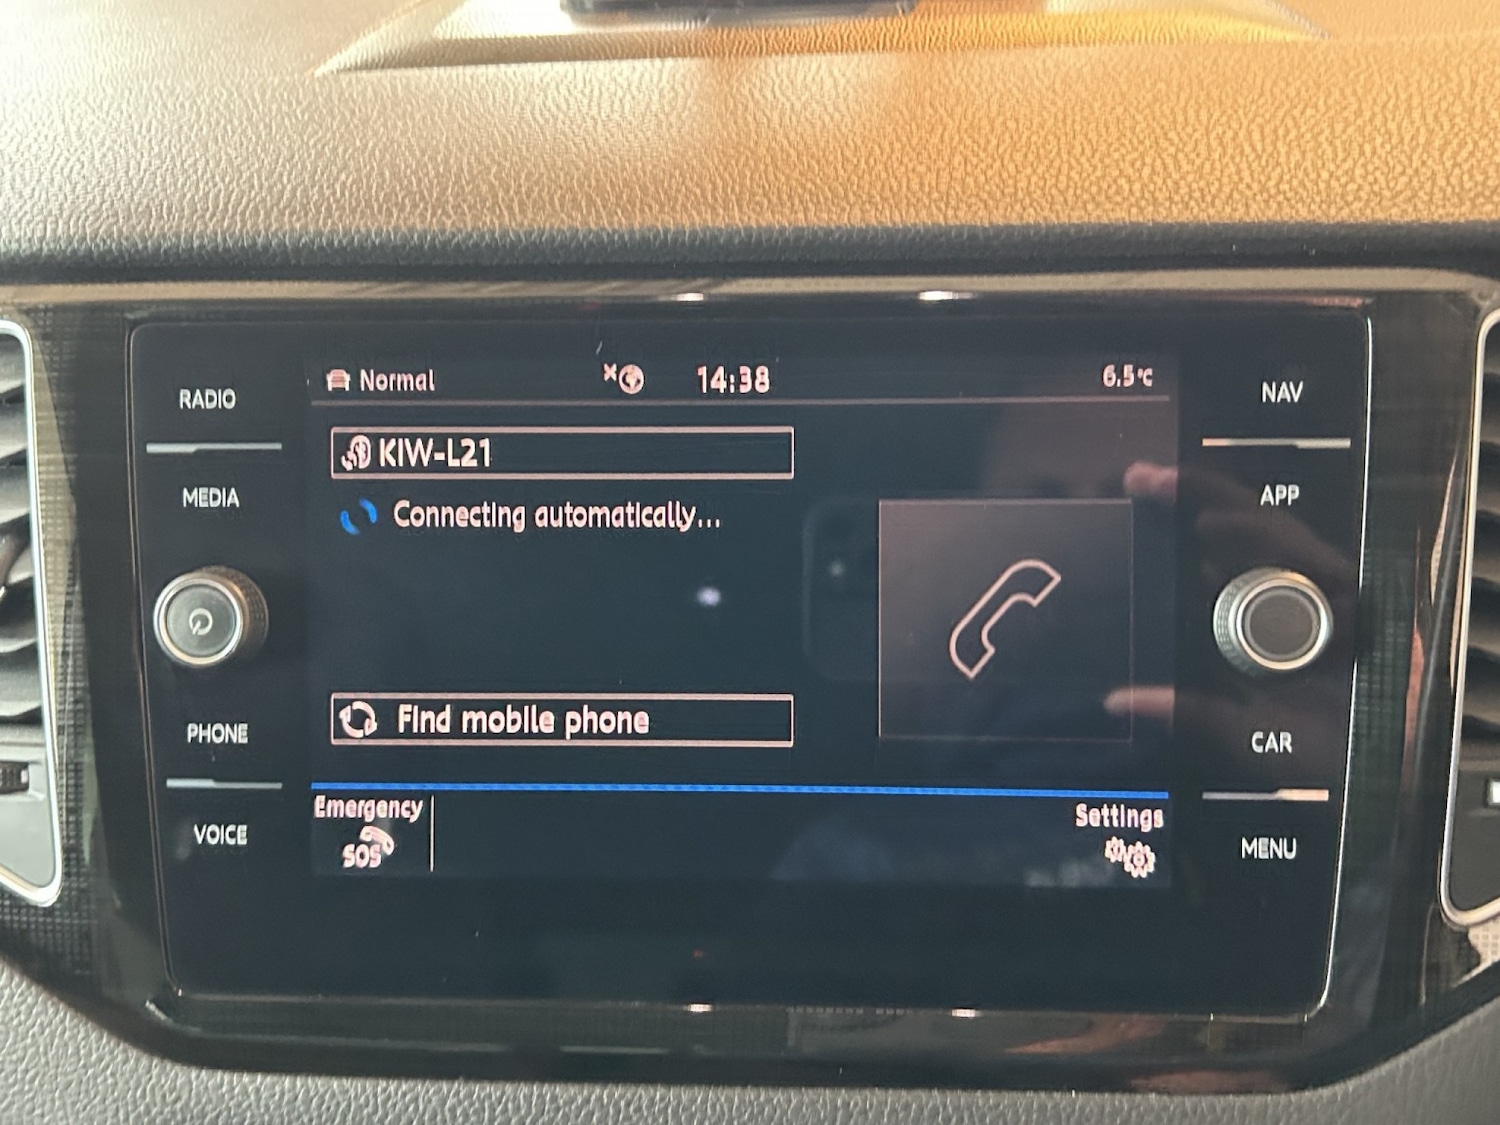 RADIO
MEDIA
PHONE
VOICE
Normal
14:38
6.5°C
KIW-L21
Connecting automatically...
Find mobile phone
Emergency
SOS
Settings
NAV
APP
CAR
MENU